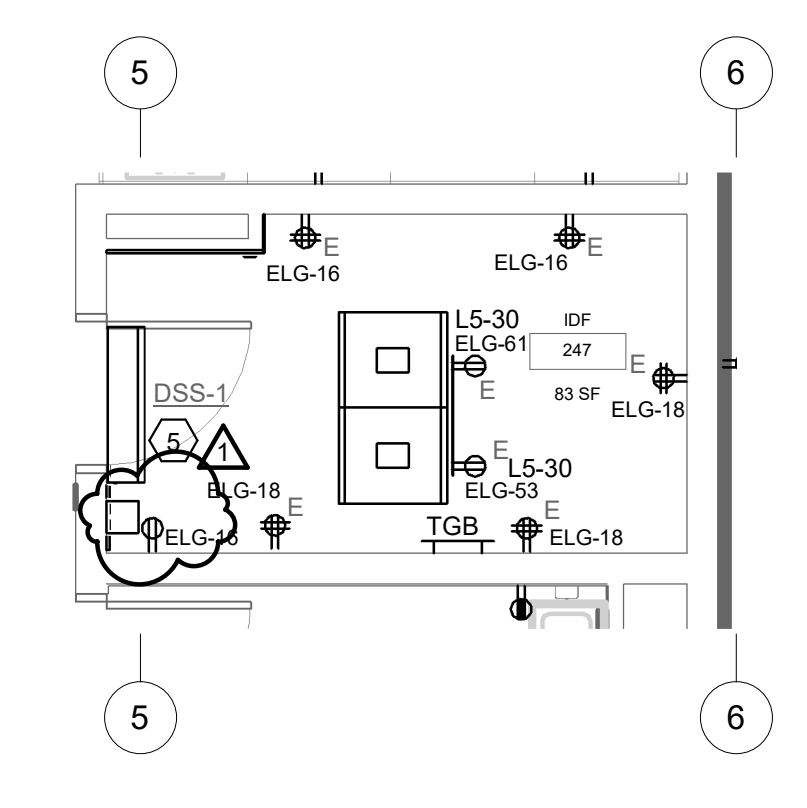 5
6
E
ELG-16
E
ELG-16
L5-30
ELG-61
E
IDF
247
83 SF
E
ELG-18
DSS-1
5
1
E
L5-30
ELG-53
ELG-18
E
ELG-16
TGB
E
ELG-18
5
6